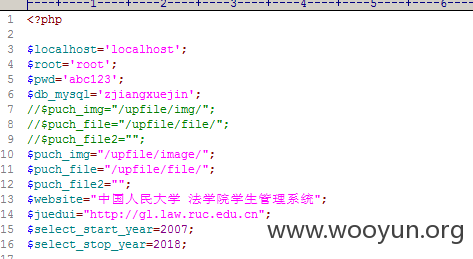 ----+----1----+----2----+----3----+----4----+----5----+----6--
1 <?php
2
3 $localhost='localhost';
4 $root='root';
5 $pwd='abc123';
6 $db_mysql='zjiangxuejin';
7 //$puch_img="/upfile/img/";
8 //$puch_file="/upfile/file/";
9 //$puch_file2="";
10 $puch_img="/upfile/image/";
11 $puch_file="/upfile/file/";
12 $puch_file2="";
13 $website="中国人民大学 法学院学生管理系统";
14 $juedui="http://gl.law.ruc.edu.cn";
15 $select_start_year=2007;
16 $select_stop_year=2018;
www.wooyun.org